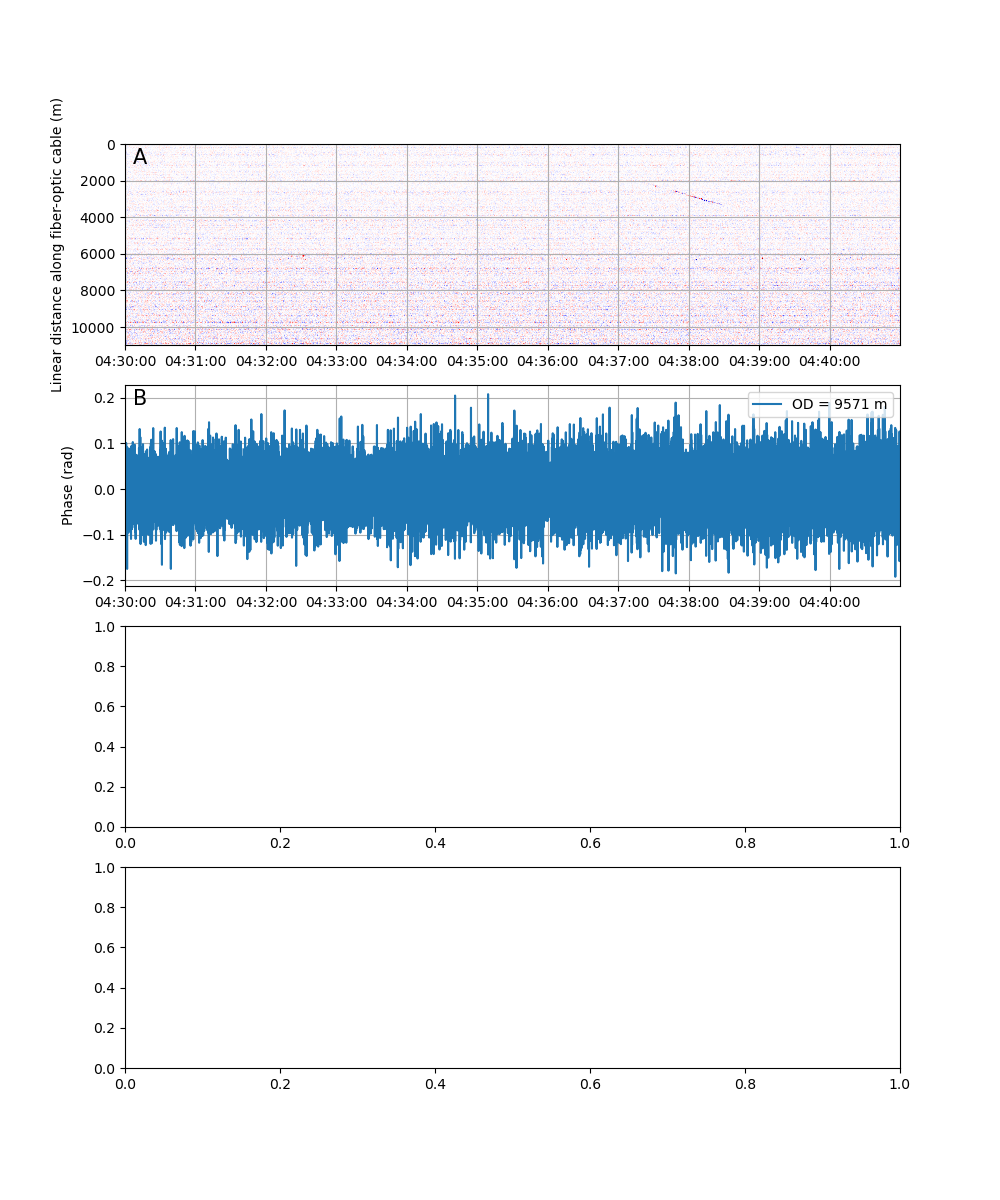 Linear distance along fiber-optic cable (m)
A
0
2000
4000
6000
8000
10000
04:30:00 04:31:00 04:32:00 04:33:00 04:34:00 04:35:00 04:36:00 04:37:00 04:38:00 04:39:00 04:40:00
Phase (rad)
B
OD = 9571 m
0.2
0.1
0.0
−0.1
−0.2
04:30:00 04:31:00 04:32:00 04:33:00 04:34:00 04:35:00 04:36:00 04:37:00 04:38:00 04:39:00 04:40:00
1.0
0.8
0.6
0.4
0.2
0.0
0.0 0.2 0.4 0.6 0.8 1.0
1.0
0.8
0.6
0.4
0.2
0.0
0.0 0.2 0.4 0.6 0.8 1.0